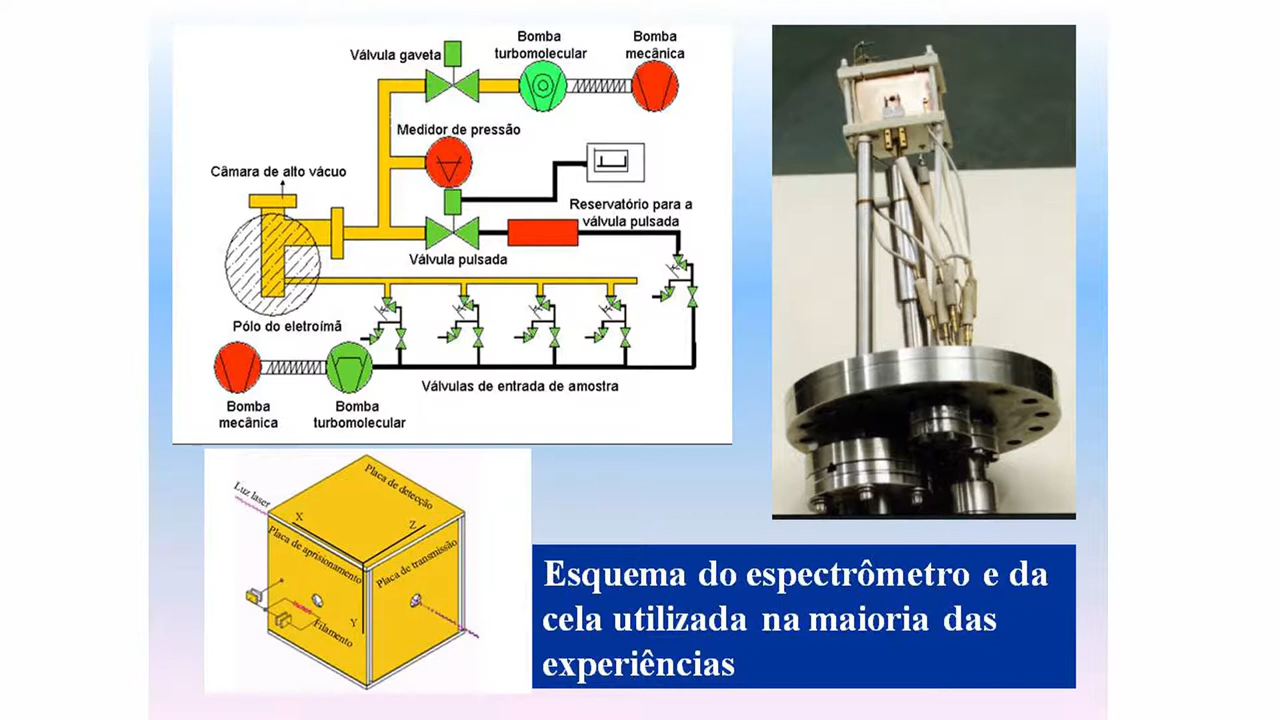 Válvula gaveta
Bomba
turbomolecular
Bomba
mecânica
Medidor de pressão
Câmara de alto vácuo
Reservatório para a
válvula pulsada
Válvula pulsada
Pólo do eletroímã
Válvulas de entrada de amostra
Bomba
mecânica
Bomba
turbomolecular
Luz laser
Placa de detecção
X
Z
Placa de aprisionamento
Placa de transmissão
Y
Filamento
Esquema do espectrômetro e da
cela utilizada na maioria das
experiências